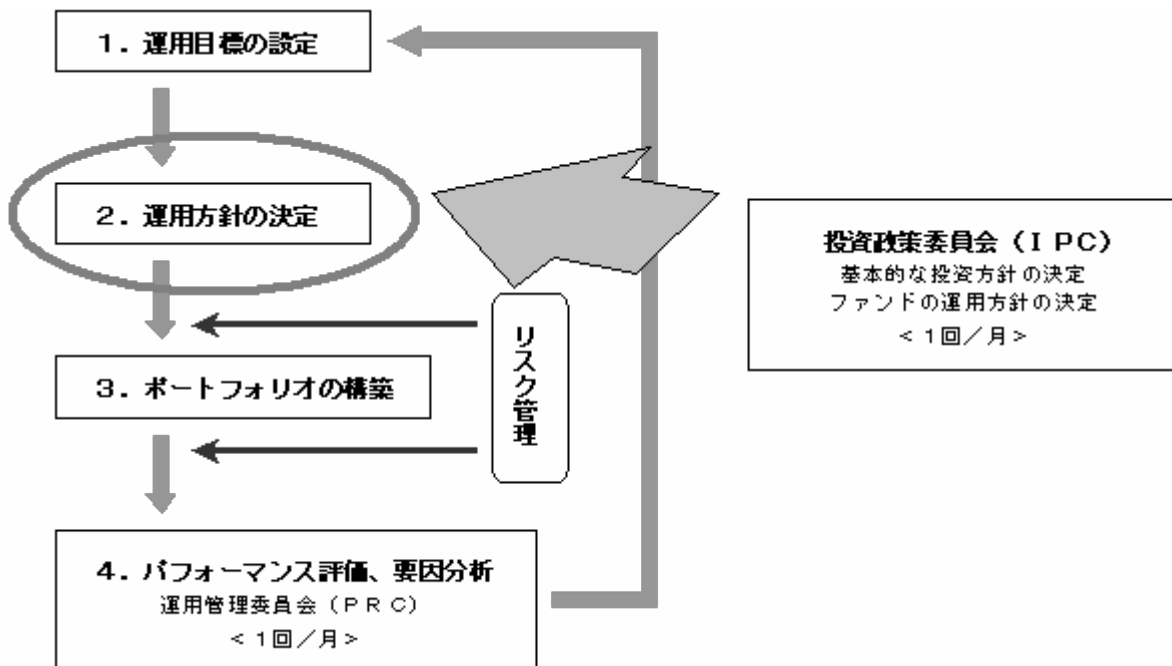 １．運用目標の設定
２．運用方針の決定
投資政策委員会（ＩＰＣ）
基本的な投資方針の決定
ファンドの運用方針の決定
＜１回／月＞
リスク管理
３．ポートフォリオの構築
４．パフォーマンス評価、要因分析
運用管理委員会（ＰＲＣ）
＜１回／月＞